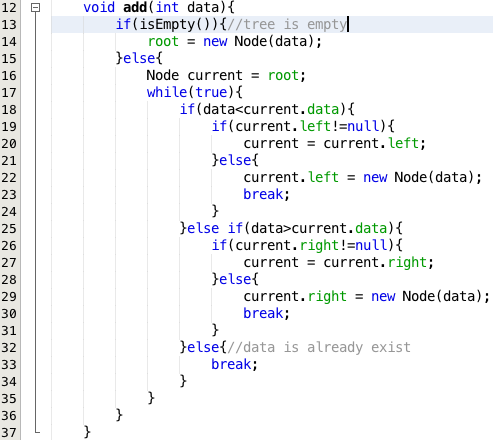 12 void add(int data){
13 if(isEmpty()){//tree is empty
14 root = new Node(data);
15 }else{
16 Node current = root;
17 while(true){
18 if(data<current.data){
19 if(current.left!=null){
20 current = current.left;
21 }else{
22 current.left = new Node(data);
23 break;
24 }
25 }else if(data>current.data){
26 if(current.right!=null){
27 current = current.right;
28 }else{
29 current.right = new Node(data);
30 break;
31 }
32 }else{//data is already exist
33 break;
34 }
35 }
36 }
37 }